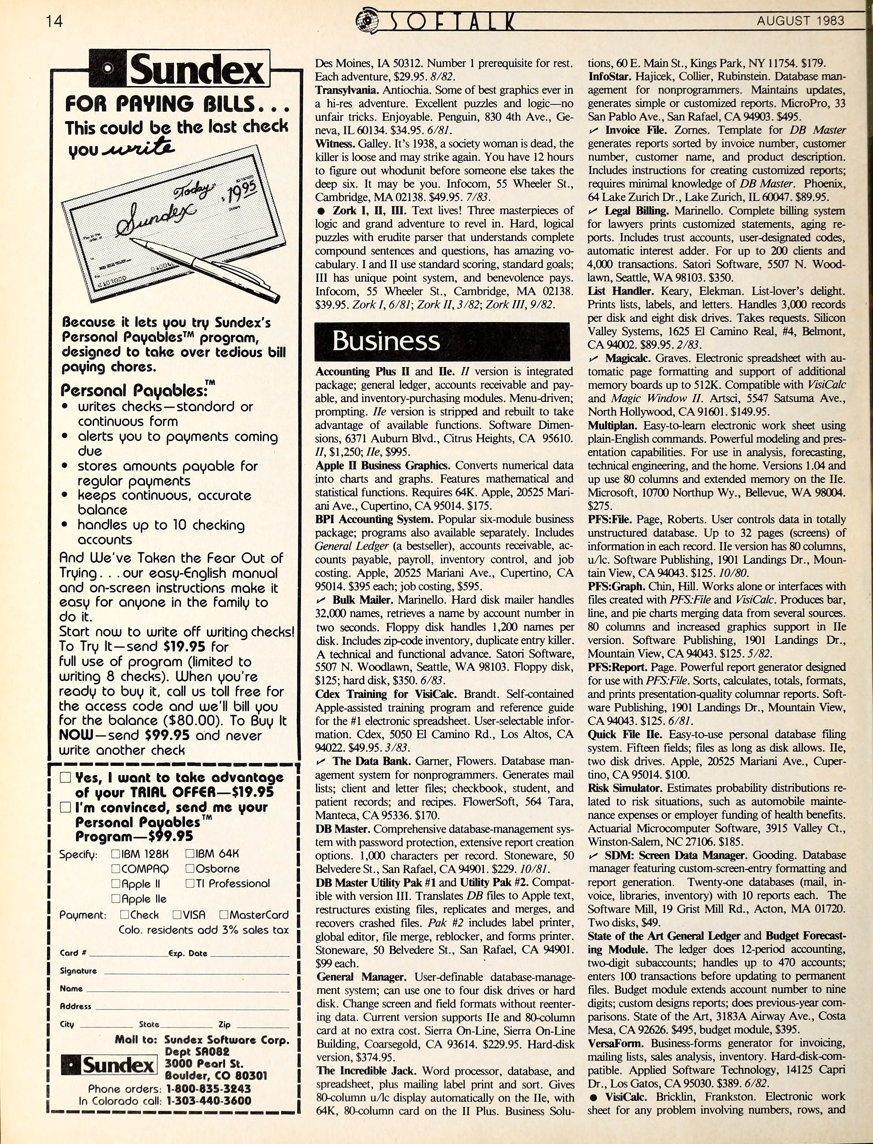 14
SOFTALK
AUGUST 1983
Sundex
FOR PAYING BILLS...
This could be the last check
you write
Today
$ 19.95
Sundex
Because it lets you try Sundex's
Personal Payables™ program,
designed to take over tedious bill
paying chores.
Personal Payables:™
• writes checks—standard or
continuous form
• alerts you to payments coming
due
• stores amounts payable for
regular payments
• keeps continuous, accurate
balance
• handles up to 10 checking
accounts
And We've Taken the Fear Out of
Trying...our easy-English manual
and on-screen instructions make it
easy for anyone in the family to
do it.
Start now to write off writing checks!
To Try It—send $19.95 for
full use of program (limited to
writing 8 checks). When you're
ready to buy it, call us toll free for
the access code and we'll bill you
for the balance ($80.00). To Buy It
NOW—send $99.95 and never
write another check
☐ Yes, I want to take advantage
of your TRIAL OFFER—$19.95
☐ I'm convinced, send me your
Personal Payables™
Program—$99.95
Specify: ☐ IBM 128K ☐ IBM 64K
☐ COMPAQ ☐ Osborne
☐ Apple II ☐ TI Professional
☐ Apple IIe
Payment: ☐ Check ☐ VISA ☐ MasterCard
Colo. residents add 3% sales tax
Card # Exp. Date
Signature
Name
Address
City State Zip
Mail to: Sundex Software Corp.
Dept SA082
3000 Pearl St.
Boulder, CO 80301
Sundex
Phone orders: 1-800-835-3243
In Colorado call: 1-303-440-3600
Des Moines, IA 50312. Number 1 prerequisite for rest.
Each adventure, $29.95. 8/82.
Transylvania. Antiochia. Some of best graphics ever in
a hi-res adventure. Excellent puzzles and logic—no
unfair tricks. Enjoyable. Penguin, 830 4th Ave., Ge-
neva, IL 60134. $34.95. 6/81.
Witness. Galley. It's 1938, a society woman is dead, the
killer is loose and may strike again. You have 12 hours
to figure out whodunit before someone else takes the
deep six. It may be you. Infocom, 55 Wheeler St.,
Cambridge, MA 02138. $49.95. 7/83.
• Zork I, II, III. Text lives! Three masterpieces of
logic and grand adventure to revel in. Hard, logical
puzzles with erudite parser that understands complete
compound sentences and questions, has amazing vo-
cabulary. I and II use standard scoring, standard goals;
III has unique point system, and benevolence pays.
Infocom, 55 Wheeler St., Cambridge, MA 02138.
$39.95. Zork I, 6/81; Zork II, 3/82; Zork III, 9/82.
Business
Accounting Plus II and IIe. II version is integrated
package; general ledger, accounts receivable and pay-
able, and inventory-purchasing modules. Menu-driven;
prompting. IIe version is stripped and rebuilt to take
advantage of available functions. Software Dimen-
sions, 6371 Auburn Blvd., Citrus Heights, CA 95610.
II, $1,250; IIe, $995.
Apple II Business Graphics. Converts numerical data
into charts and graphs. Features mathematical and
statistical functions. Requires 64K. Apple, 20525 Mari-
ani Ave., Cupertino, CA 95014. $175.
BPI Accounting System. Popular six-module business
package; programs also available separately. Includes
General Ledger (a bestseller), accounts receivable, ac-
counts payable, payroll, inventory control, and job
costing. Apple, 20525 Mariani Ave., Cupertino, CA
95014. $395 each; job costing, $595.
✓ Bulk Mailer. Marinello. Hard disk mailer handles
32,000 names, retrieves a name by account number in
two seconds. Floppy disk handles 1,200 names per
disk. Includes zip-code inventory, duplicate entry killer.
A technical and functional advance. Satori Software,
5507 N. Woodlawn, Seattle, WA 98103. Floppy disk,
$125; hard disk, $350. 6/83.
Cdex Training for VisiCalc. Brandt. Self-contained
Apple-assisted training program and reference guide
for the #1 electronic spreadsheet. User-selectable infor-
mation. Cdex, 5050 El Camino Rd., Los Altos, CA
94022. $49.95. 3/83.
✓ The Data Bank. Garner, Flowers. Database man-
agement system for nonprogrammers. Generates mail
lists; client and letter files; checkbook, student, and
patient records; and recipes. FlowerSoft, 564 Tara,
Manteca, CA 95336. $170.
DB Master. Comprehensive database-management sys-
tem with password protection, extensive report creation
options. 1,000 characters per record. Stoneware, 50
Belvedere St., San Rafael, CA 94901. $229. 10/81.
DB Master Utility Pak #1 and Utility Pak #2. Compat-
ible with version III. Translates DB files to Apple text,
restructures existing files, replicates and merges, and
recovers crashed files. Pak #2 includes label printer,
global editor, file merge, reblocker, and forms printer.
Stoneware, 50 Belvedere St., San Rafael, CA 94901.
$99 each.
General Manager. User-definable database-manage-
ment system; can use one to four disk drives or hard
disk. Change screen and field formats without reenter-
ing data. Current version supports IIe and 80-column
card at no extra cost. Sierra On-Line, Sierra On-Line
Building, Coarsegold, CA 93614. $229.95. Hard-disk
version, $374.95.
The Incredible Jack. Word processor, database, and
spreadsheet, plus mailing label print and sort. Gives
80-column u/lc display automatically on the IIe, with
64K, 80-column card on the II Plus. Business Solu-
tions, 60 E. Main St., Kings Park, NY 11754. $179.
InfoStar. Hajicek, Collier, Rubinstein. Database man-
agement for nonprogrammers. Maintains updates,
generates simple or customized reports. MicroPro, 33
San Pablo Ave., San Rafael, CA 94903. $495.
✓ Invoice File. Zornes. Template for DB Master
generates reports sorted by invoice number, customer
number, customer name, and product description.
Includes instructions for creating customized reports;
requires minimal knowledge of DB Master. Phoenix,
64 Lake Zurich Dr., Lake Zurich, IL 60047. $89.95.
✓ Legal Billing. Marinello. Complete billing system
for lawyers prints customized statements, aging re-
ports. Includes trust accounts, user-designated codes,
automatic interest adder. For up to 200 clients and
4,000 transactions. Satori Software, 5507 N. Wood-
lawn, Seattle, WA 98103. $350.
List Handler. Keary, Elekman. List-lover's delight.
Prints lists, labels, and letters. Handles 3,000 records
per disk and eight disk drives. Takes requests. Silicon
Valley Systems, 1625 El Camino Real, #4, Belmont,
CA 94002. $89.95. 2/83.
✓ Magicalc. Graves. Electronic spreadsheet with au-
tomatic page formatting and support of additional
memory boards up to 512K. Compatible with VisiCalc
and Magic Window II. Artsci, 5547 Satsuma Ave.,
North Hollywood, CA 91601. $149.95.
Multiplan. Easy-to-learn electronic work sheet using
plain-English commands. Powerful modeling and pres-
entation capabilities. For use in analysis, forecasting,
technical engineering, and the home. Versions 1.04 and
up use 80 columns and extended memory on the IIe.
Microsoft, 10700 Northup Wy., Bellevue, WA 98004.
$275.
PFS:File. Page, Roberts. User controls data in totally
unstructured database. Up to 32 pages (screens) of
information in each record. IIe version has 80 columns,
u/lc. Software Publishing, 1901 Landings Dr., Moun-
tain View, CA 94043. $125. 10/80.
PFS:Graph. Chin, Hill. Works alone or interfaces with
files created with PFS:File and VisiCalc. Produces bar,
line, and pie charts merging data from several sources.
80 columns and increased graphics support in IIe
version. Software Publishing, 1901 Landings Dr.,
Mountain View, CA 94043. $125. 5/82.
PFS:Report. Page. Powerful report generator designed
for use with PFS:File. Sorts, calculates, totals, formats,
and prints presentation-quality columnar reports. Soft-
ware Publishing, 1901 Landings Dr., Mountain View,
CA 94043. $125. 6/81.
Quick File IIe. Easy-to-use personal database filing
system. Fifteen fields; files as long as disk allows. IIe,
two disk drives. Apple, 20525 Mariani Ave., Cuper-
tino, CA 95014. $100.
Risk Simulator. Estimates probability distributions re-
lated to risk situations, such as automobile mainte-
nance expenses or employer funding of health benefits.
Actuarial Microcomputer Software, 3915 Valley Ct.,
Winston-Salem, NC 27106. $185.
✓ SDM: Screen Data Manager. Gooding. Database
manager featuring custom-screen-entry formatting and
report generation. Twenty-one databases (mail, in-
voice, libraries, inventory) with 10 reports each. The
Software Mill, 19 Grist Mill Rd., Acton, MA 01720.
Two disks, $49.
State of the Art General Ledger and Budget Forecast-
ing Module. The ledger does 12-period accounting,
two-digit subaccounts; handles up to 470 accounts;
enters 100 transactions before updating to permanent
files. Budget module extends account number to nine
digits; custom designs reports; does previous-year com-
parisons. State of the Art, 3183A Airway Ave., Costa
Mesa, CA 92626. $495, budget module, $395.
VersaForm. Business-forms generator for invoicing,
mailing lists, sales analysis, inventory. Hard-disk-com-
patible. Applied Software Technology, 14125 Capri
Dr., Los Gatos, CA 95030. $389. 6/82.
• VisiCalc. Bricklin, Frankston. Electronic work
sheet for any problem involving numbers, rows, and